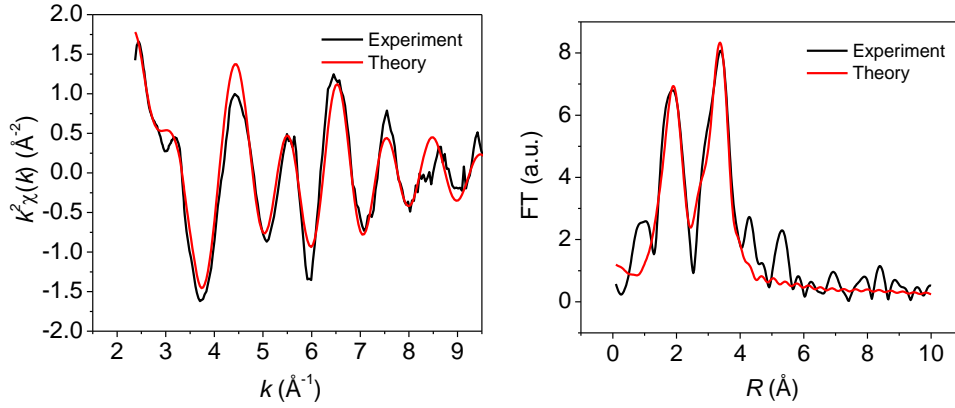 2.0
1.5
1.0
0.5
0.0
-0.5
-1.0
-1.5
-2.0
k²χ(k) (Å⁻²)
Experiment
Theory
2 3 4 5 6 7 8 9
k (Å⁻¹)
8
6
4
2
0
FT (a.u.)
Experiment
Theory
0 2 4 6 8 10
R (Å)